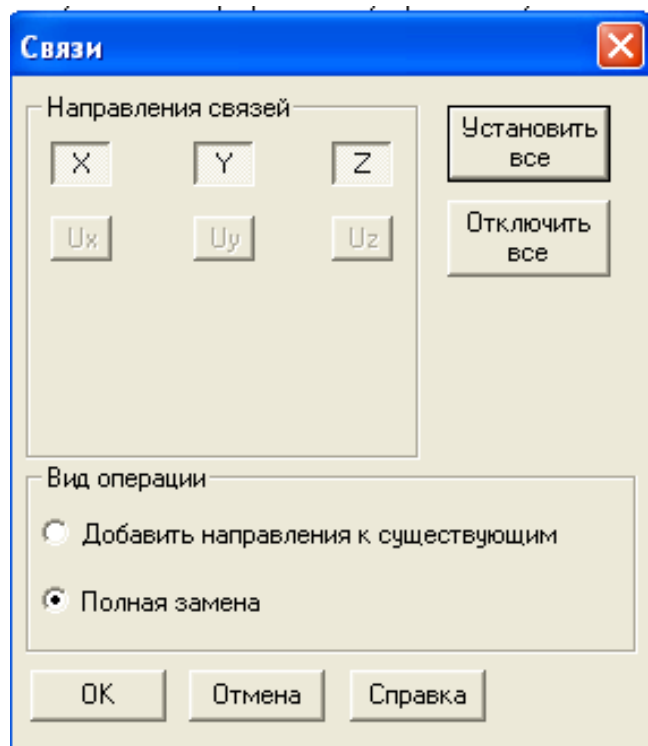 Связи
Направления связей
X Y Z
Ux Uy Uz
Установить
все
Отключить
все
Вид операции
Добавить направления к существующим
Полная замена
OK Отмена Справка